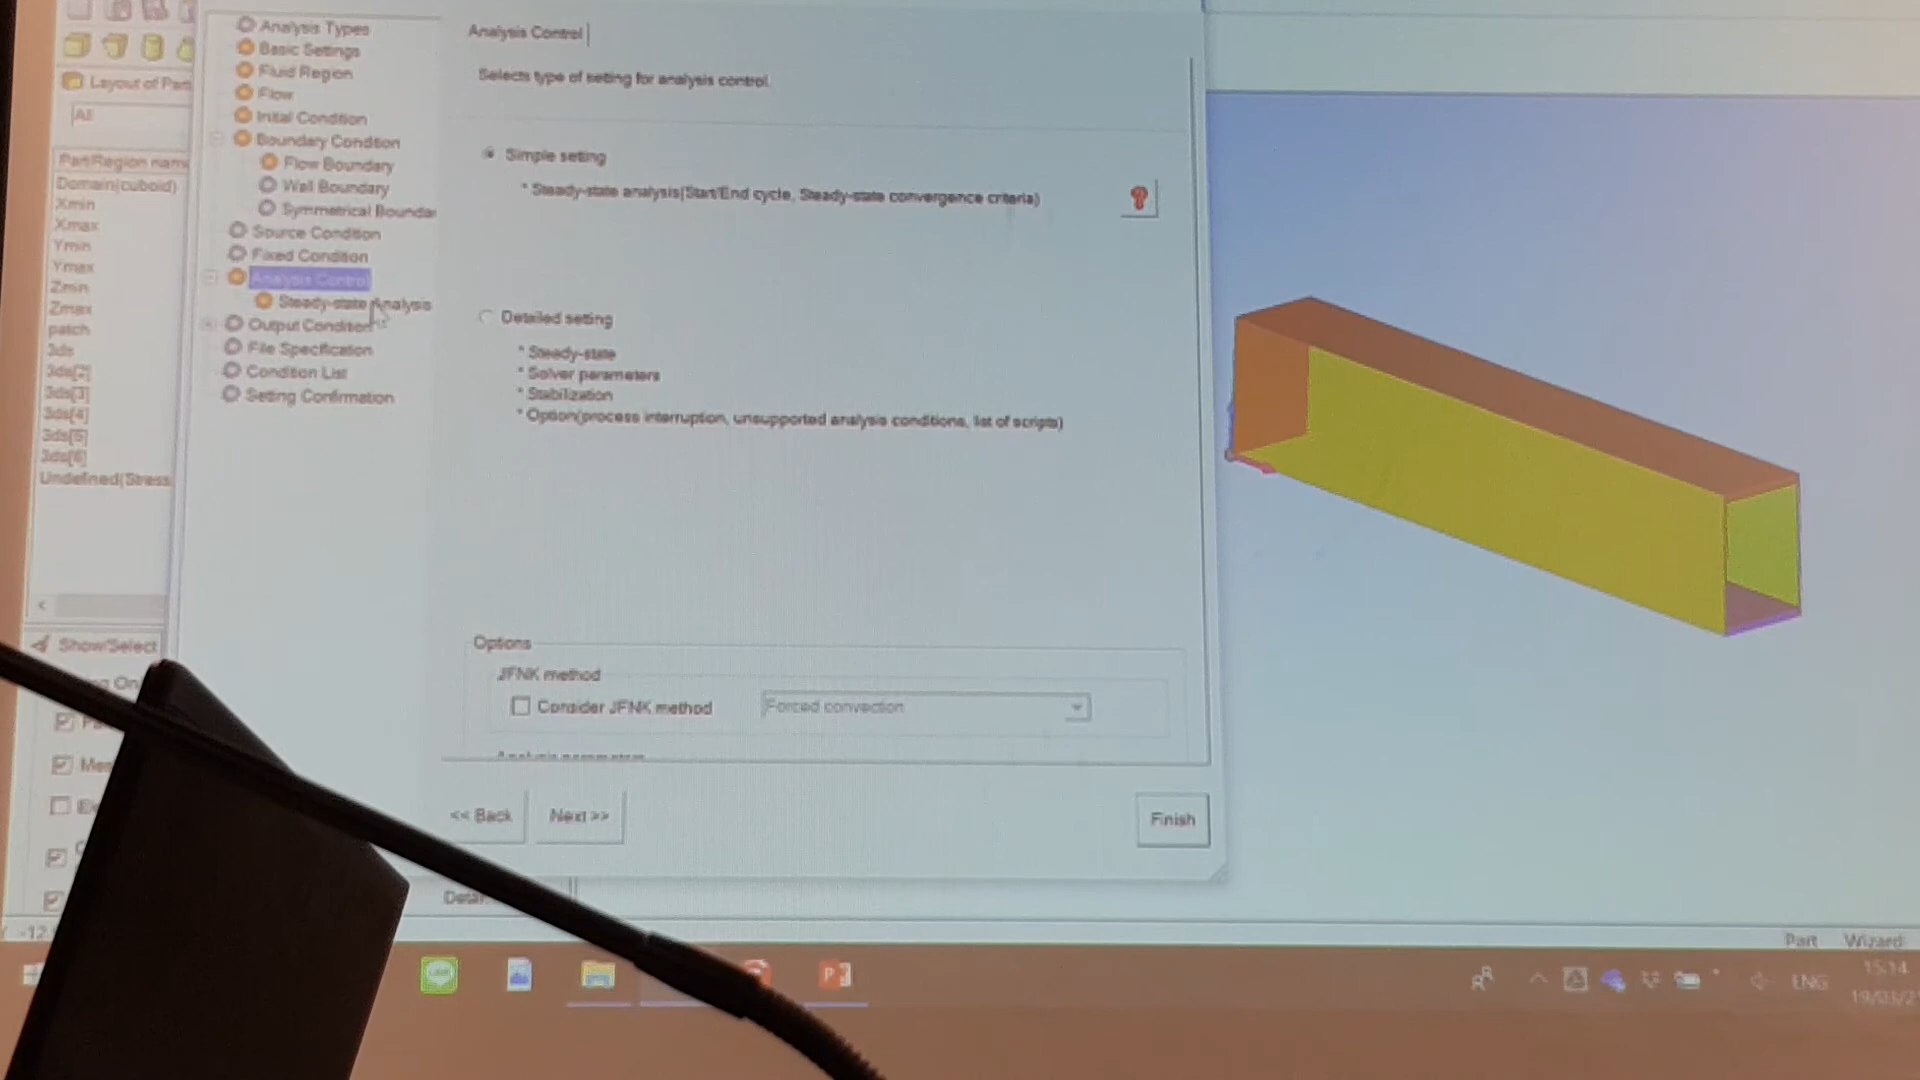 Analysis Types
Basic Settings
Fluid Region
Flow
Initial Condition
Boundary Condition
Flow Boundary
Wall Boundary
Symmetrical Boundar
Source Condition
Fixed Condition
Analysis Control
Steady-state Analysis
Output Condition
File Specification
Condition List
Setting Confirmation
Layout of Par
All
Part/Region name
Domain(cuboid)
Xmin
Xmax
Ymin
Ymax
Zmin
Zmax
patch
3ds
3ds[2]
3ds[3]
3ds[4]
3ds[5]
3ds[6]
Undefined(Stress
Show/Select
Analysis Control
Selects type of setting for analysis control.
Simple setting
* Steady-state analysis(Start/End cycle, Steady-state convergence criteria)
Detailed setting
* Steady-state
* Solver parameters
* Stabilization
* Option(process interruption, unsupported analysis conditions, list of scripts)
Options
JFNK method
Consider JFNK method
Forced convection
<< Back
Next >>
Finish
Part
Wizard
ENG
15:14